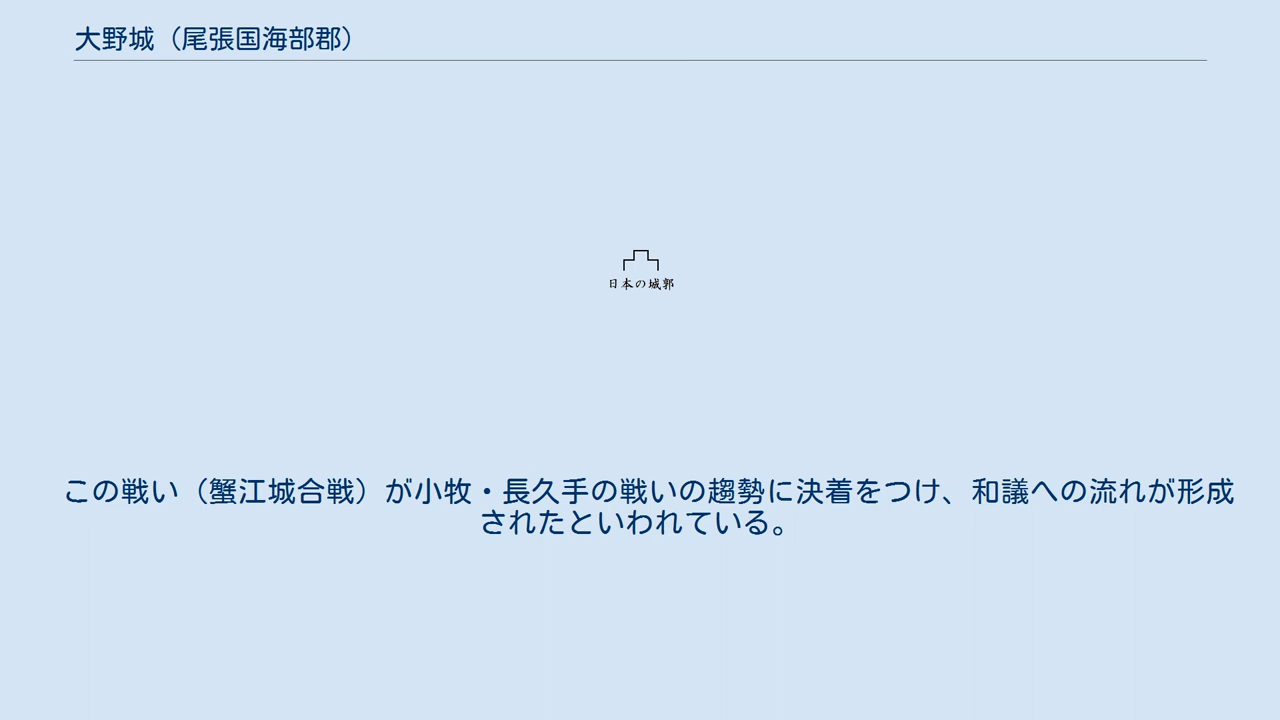 大野城（尾張国海部郡）
日本の城郭
この戦い（蟹江城合戦）が小牧・長久手の戦いの趨勢に決着をつけ、和議への流れが形成
されたといわれている。